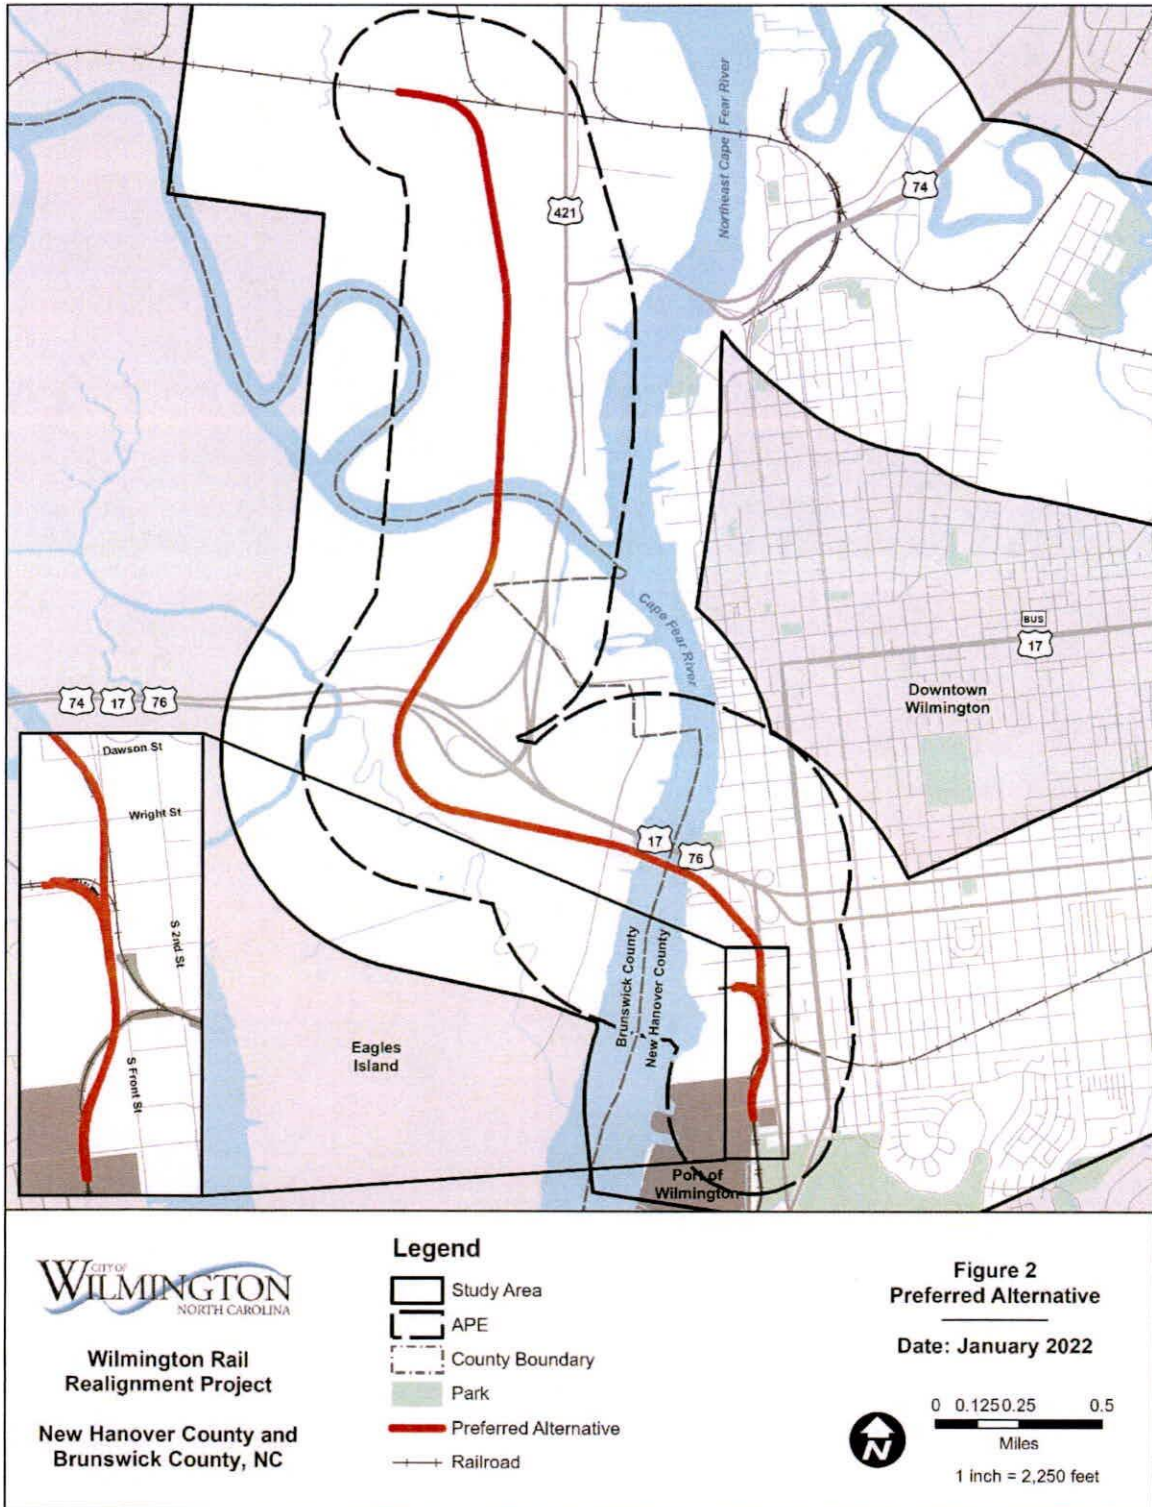 Northeast Cape Fear River
74
421
Cape Fear River
BUS
17
74 17 76
Downtown
Wilmington
Dawson St
Wright St
S 2nd St
S Front St
17
76
Brunswick County
New Hanover County
Eagles
Island
Port of
Wilmington
CITY OF
WILMINGTON
NORTH CAROLINA
Wilmington Rail
Realignment Project
New Hanover County and
Brunswick County, NC
Legend
Study Area
APE
County Boundary
Park
Preferred Alternative
Railroad
Figure 2
Preferred Alternative
Date: January 2022
N
0 0.125 0.25 0.5
Miles
1 inch = 2,250 feet